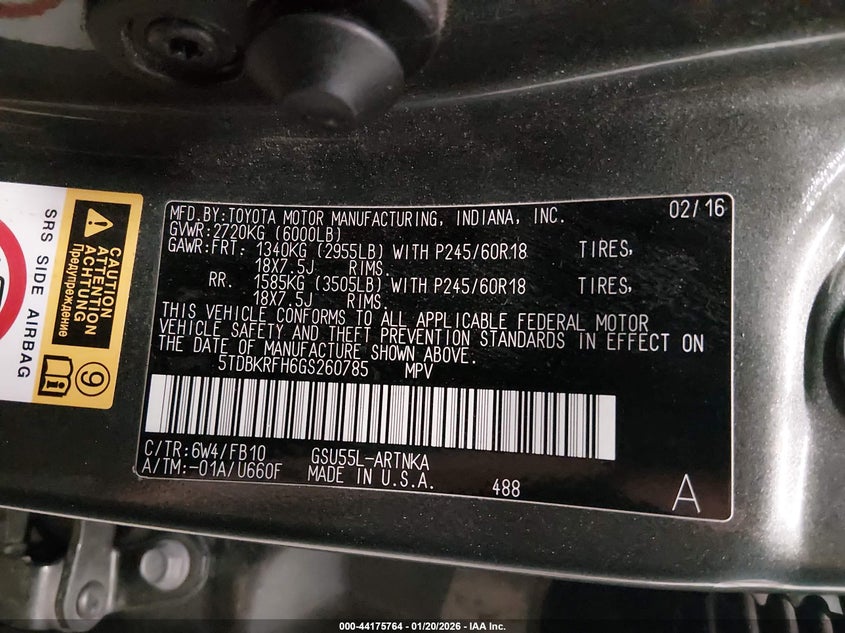 MFD.BY:TOYOTA MOTOR MANUFACTURING, INDIANA, INC. 02/16
GVWR:2720KG (6000LB)
GAWR:FRT: 1340KG (2955LB) WITH P245/60R18 TIRES,
18X7.5J RIMS.
RR. 1585KG (3505LB) WITH P245/60R18 TIRES,
18X7.5J RIMS.
THIS VEHICLE CONFORMS TO ALL APPLICABLE FEDERAL MOTOR
VEHICLE SAFETY AND THEFT PREVENTION STANDARDS IN EFFECT ON
THE DATE OF MANUFACTURE SHOWN ABOVE.
5TDBKRFH6GS260785 MPV
C/TR:6W4/FB10 GSU55L-ARTNKA
A/TM:-01A/U660F MADE IN U.S.A. 488
A
SRS SIDE AIRBAG
CAUTION
ATTENTION
ACHTUNG
Предупреждение
9
000-44175764 - 01/20/2026 - IAA Inc.